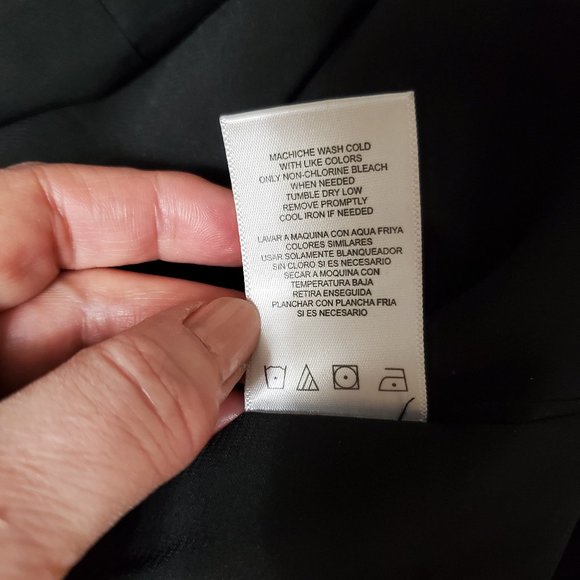 MACHICHE WASH COLD
WITH LIKE COLORS
ONLY NON-CHLORINE BLEACH
WHEN NEEDED
TUMBLE DRY LOW
REMOVE PROMPTLY
COOL IRON IF NEEDED
LAVAR A MAQUINA CON AQUA FRIYA
COLORES SIMILARES
USAR SOLAMENTE BLANQUEADOR
SIN CLORO SI ES NECESARIO
SECAR A MOQUINA CON
TEMPERATURA BAJA
RETIRA ENSEGUIDA
PLANCHAR CON PLANCHA FRIA
SI ES NECESARIO